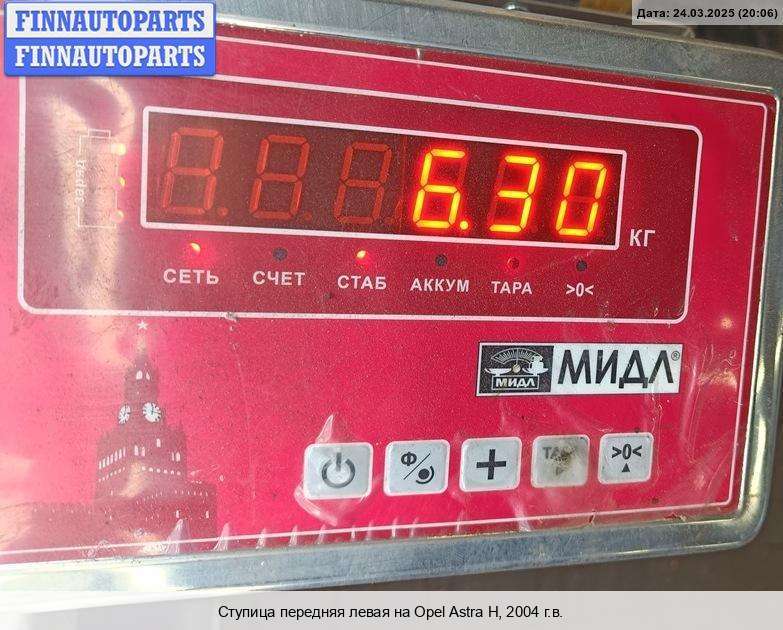 FINNAUTOPARTS
FINNAUTOPARTS
Дата: 24.03.2025 (20:06)
заряд
6.30
КГ
СЕТЬ СЧЕТ СТАБ АККУМ ТАРА >0<
МИДЛ МИДЛ®
Ф + >0<
Ступица передняя левая на Opel Astra H, 2004 г.в.